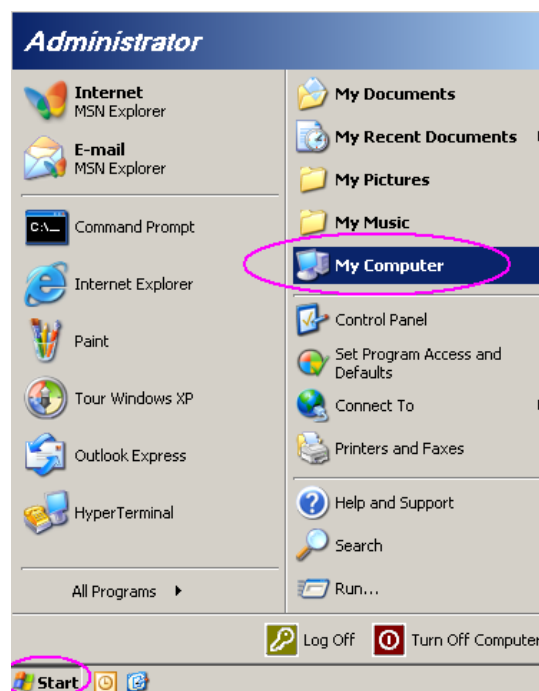 Administrator
Internet
MSN Explorer
E-mail
MSN Explorer
Command Prompt
Internet Explorer
Paint
Tour Windows XP
Outlook Express
HyperTerminal
All Programs
My Documents
My Recent Documents
My Pictures
My Music
My Computer
Control Panel
Set Program Access and
Defaults
Connect To
Printers and Faxes
Help and Support
Search
Run...
Log Off
Turn Off Computer
Start